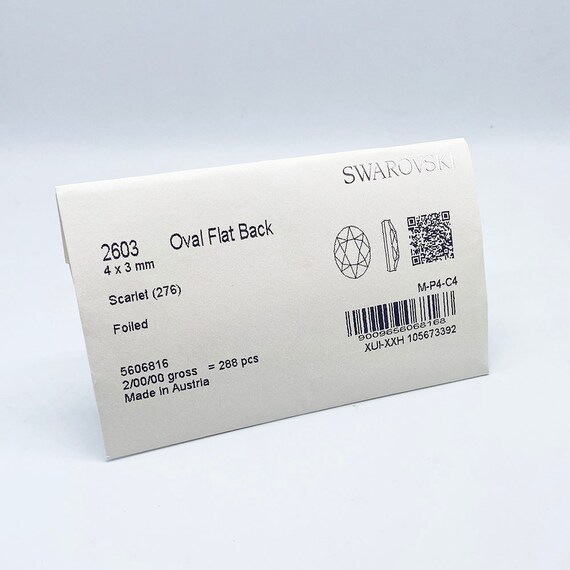 SWAROVSKI
2603 Oval Flat Back
4 x 3 mm
Scarlet (276)
Foiled
M-P4-C4
9009656068168
XUI-XXH 105673392
5606816
2/00/00 gross = 288 pcs
Made in Austria